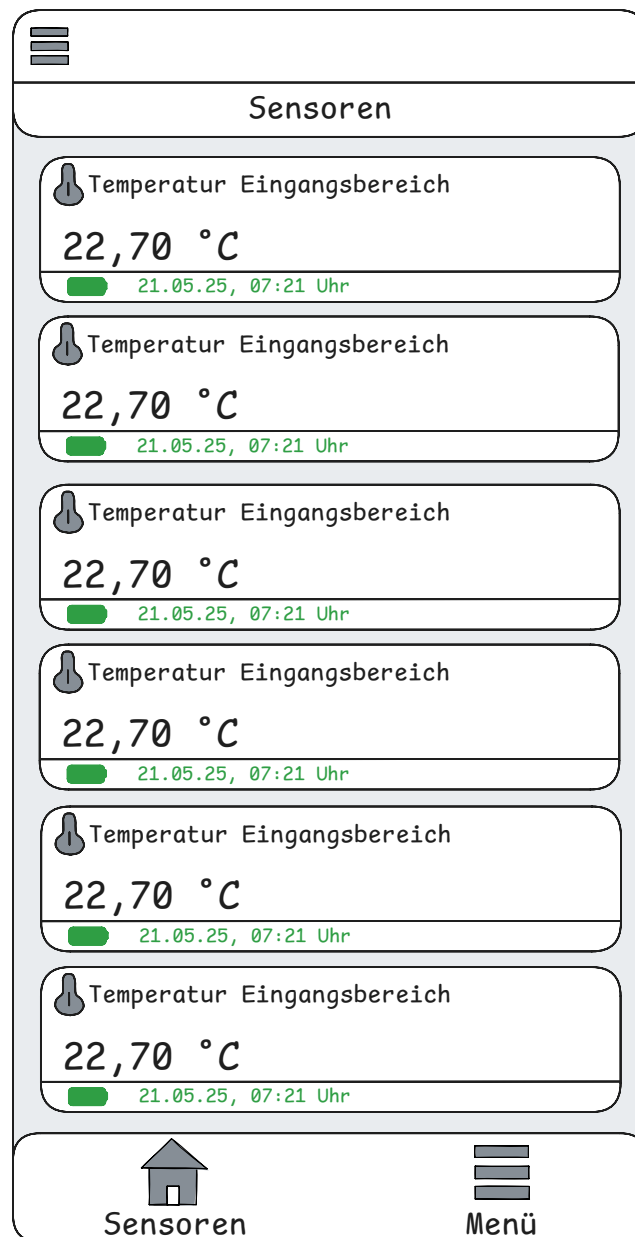 Sensoren
Temperatur Eingangsbereich
22,70 °C
21.05.25, 07:21 Uhr
Temperatur Eingangsbereich
22,70 °C
21.05.25, 07:21 Uhr
Temperatur Eingangsbereich
22,70 °C
21.05.25, 07:21 Uhr
Temperatur Eingangsbereich
22,70 °C
21.05.25, 07:21 Uhr
Temperatur Eingangsbereich
22,70 °C
21.05.25, 07:21 Uhr
Temperatur Eingangsbereich
22,70 °C
21.05.25, 07:21 Uhr
Sensoren Menü